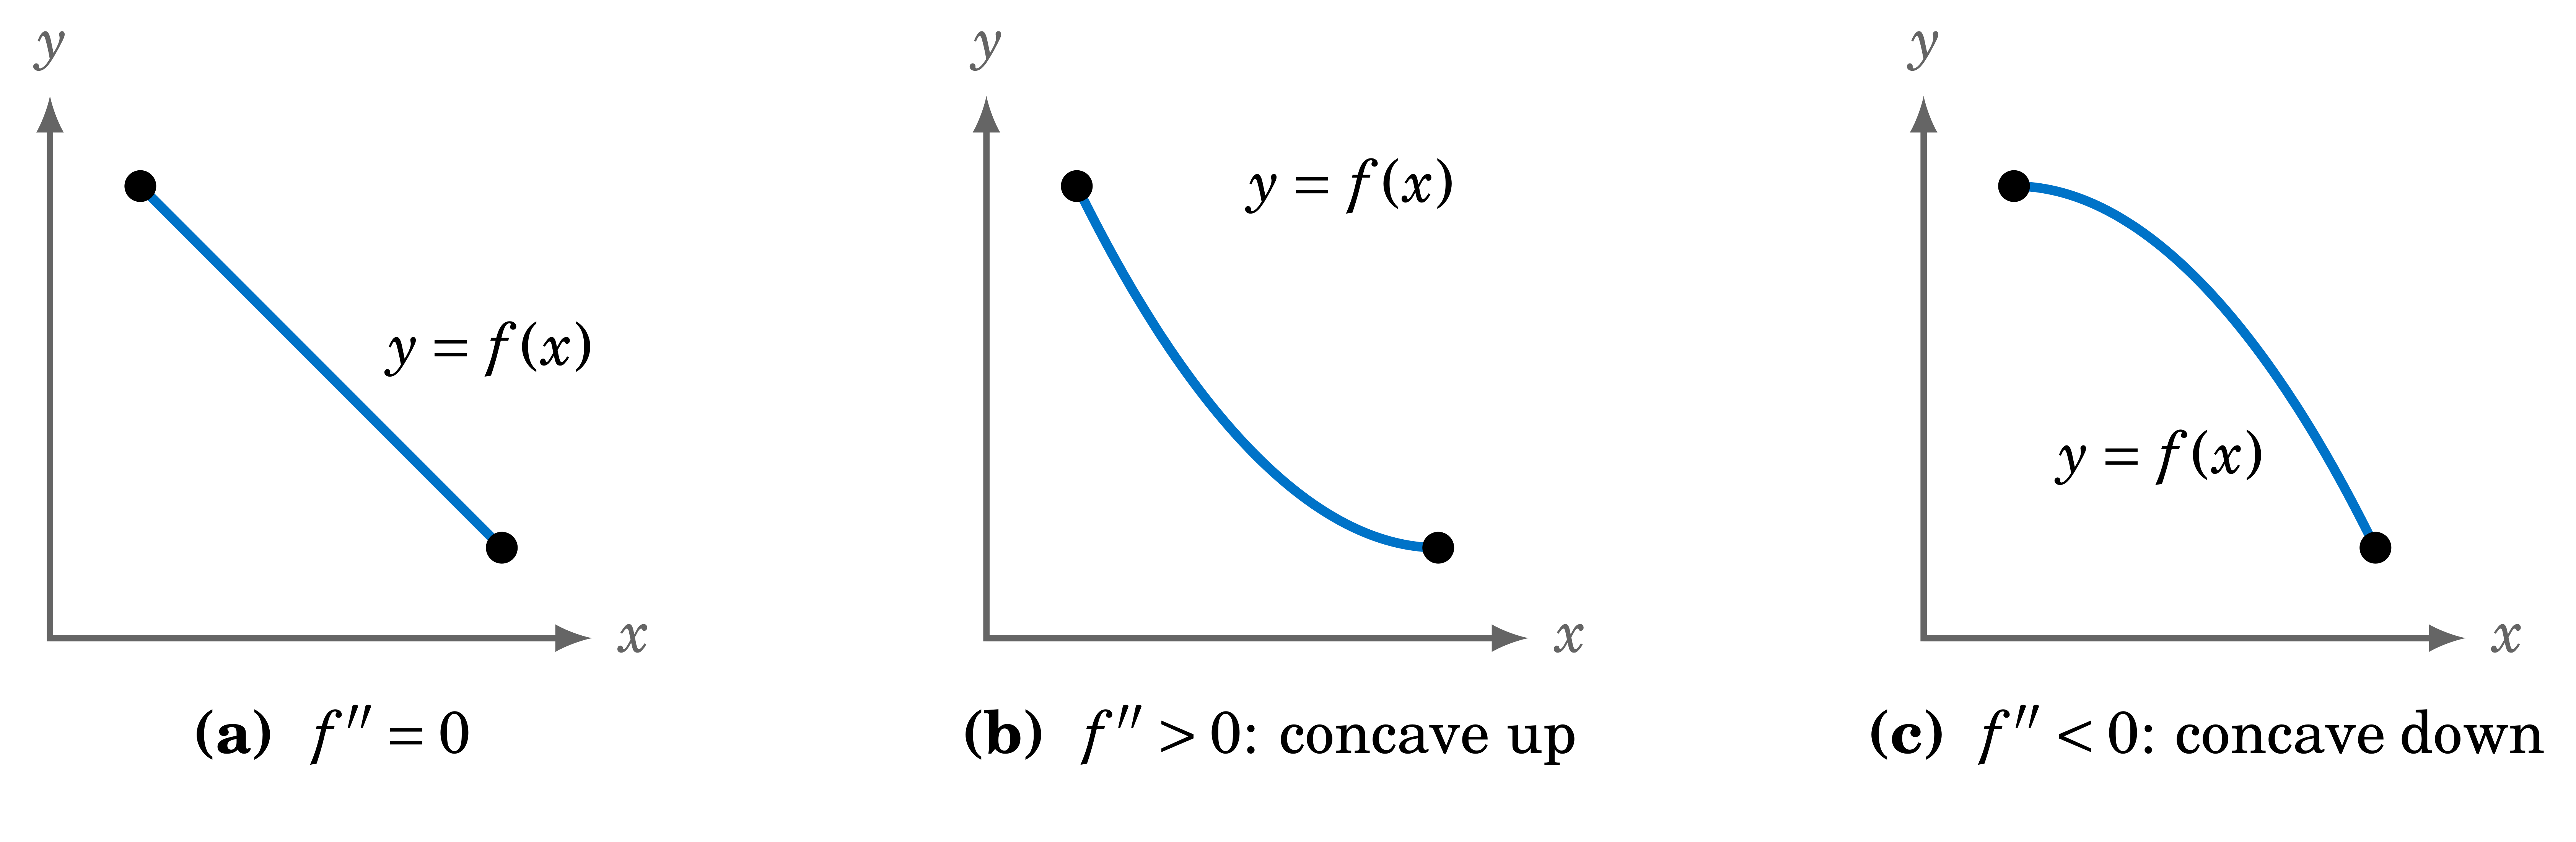 y
y = f(x)
x
(a) f″ = 0
y
y = f(x)
x
(b) f″ > 0: concave up
y
y = f(x)
x
(c) f″ < 0: concave down